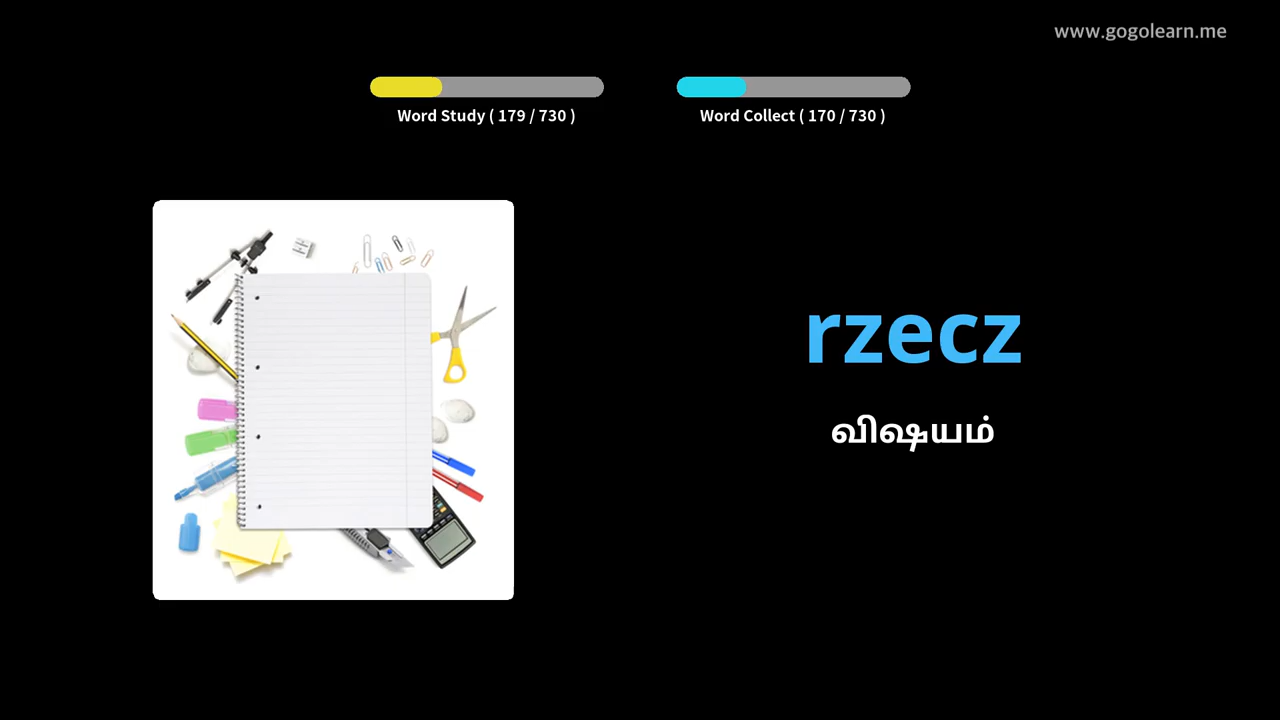 www.gogolearn.me
Word Study ( 179 / 730 )
Word Collect ( 170 / 730 )
rzecz
விஷயம்